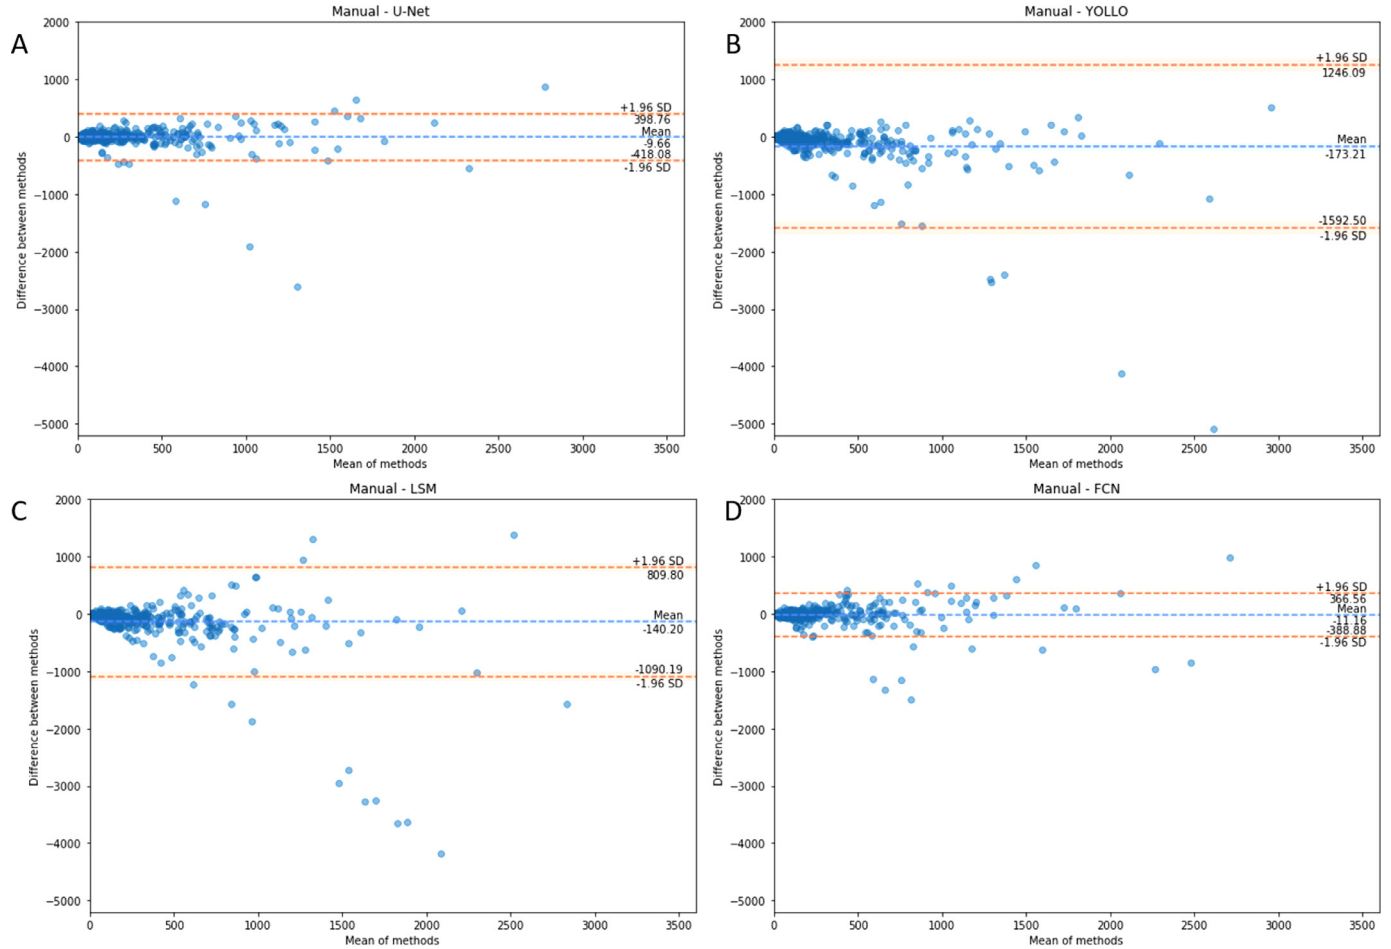 A
Manual - U-Net
2000
1000
0
−1000
−2000
−3000
−4000
−5000
Difference between methods
+1.96 SD
398.76
Mean
-9.66
-418.08
-1.96 SD
0 500 1000 1500 2000 2500 3000 3500
Mean of methods
B
Manual - YOLLO
2000
1000
0
−1000
−2000
−3000
−4000
−5000
Difference between methods
+1.96 SD
1246.09
Mean
-173.21
-1592.50
-1.96 SD
0 500 1000 1500 2000 2500 3000 3500
Mean of methods
C
Manual - LSM
2000
1000
0
−1000
−2000
−3000
−4000
−5000
Difference between methods
+1.96 SD
809.80
Mean
-140.20
-1090.19
-1.96 SD
0 500 1000 1500 2000 2500 3000 3500
Mean of methods
D
Manual - FCN
2000
1000
0
−1000
−2000
−3000
−4000
−5000
Difference between methods
+1.96 SD
366.56
Mean
-11.16
-388.88
-1.96 SD
0 500 1000 1500 2000 2500 3000 3500
Mean of methods